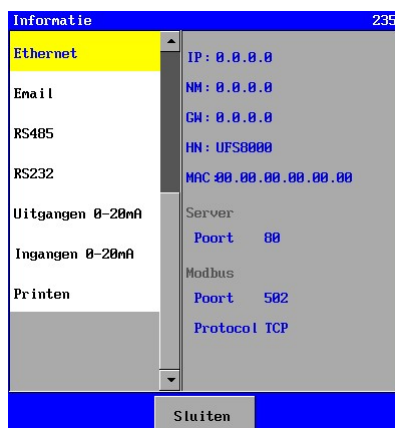 Informatie 235
Ethernet
Email
RS485
RS232
Uitgangen 0-20mA
Ingangen 0-20mA
Printen
IP: 0.0.0.0
NM: 0.0.0.0
GW: 0.0.0.0
HN: UFS8000
MAC:00.00.00.00.00.00
Server
Poort 80
Modbus
Poort 502
Protocol TCP
Sluiten